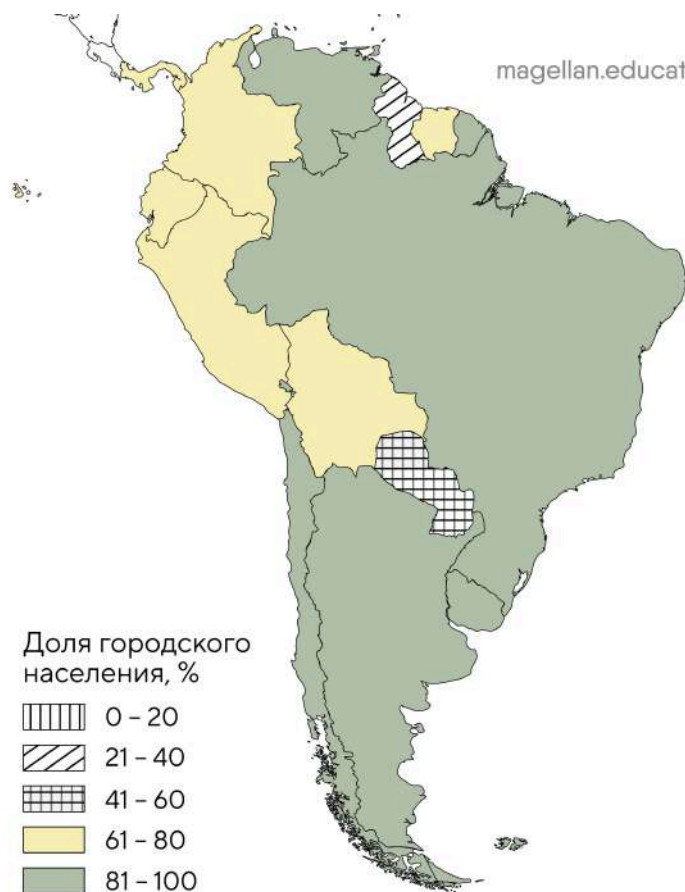 magellan.educat
Доля городского
населения, %
0 – 20
21 – 40
41 – 60
61 – 80
81 – 100